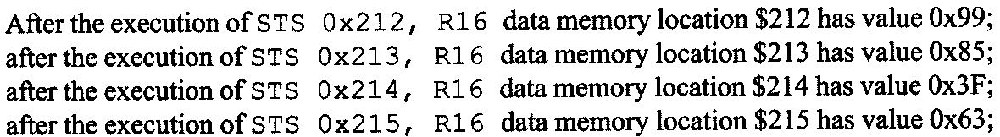 After the execution of STS 0x212, R16 data memory location $212 has value 0x99;
after the execution of STS 0x213, R16 data memory location $213 has value 0x85;
after the execution of STS 0x214, R16 data memory location $214 has value 0x3F;
after the execution of STS 0x215, R16 data memory location $215 has value 0x63;